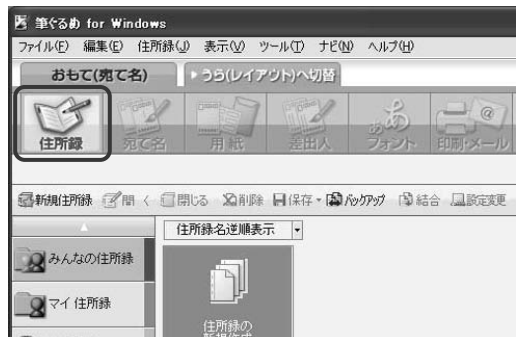 筆ぐるめ for Windows
ファイル(F) 編集(E) 住所録(J) 表示(V) ツール(T) ナビ(N) ヘルプ(H)
おもて(宛て名) うら(レイアウト)へ切替
住所録 宛て名 用紙 差出人 フォント 印刷・メール
新規住所録 開く 閉じる 削除 保存 バックアップ 結合 設定変更
住所録名逆順表示
みんなの住所録
マイ 住所録
住所録の
新規作成